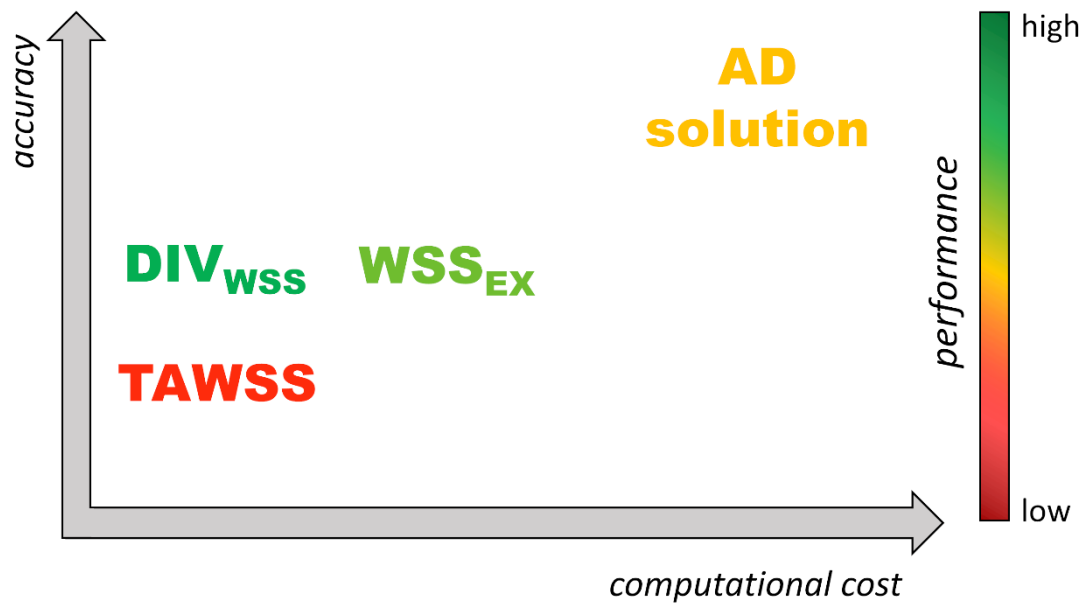 accuracy
AD
solution
DIVWSS
WSSEX
TAWSS
computational cost
performance
high
low